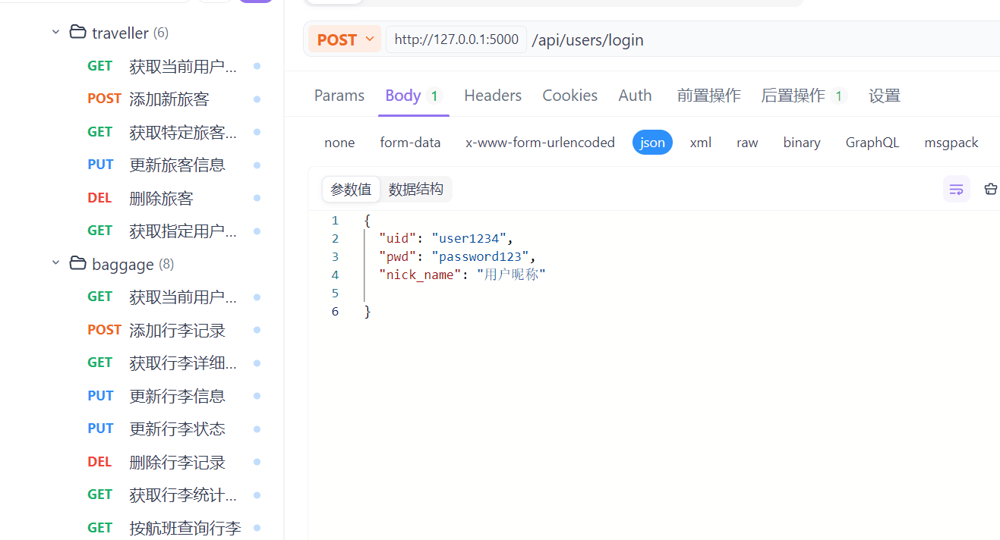 traveller (6)
GET 获取当前用户...
POST 添加新旅客
GET 获取特定旅客...
PUT 更新旅客信息
DEL 删除旅客
GET 获取指定用户...
baggage (8)
GET 获取当前用户...
POST 添加行李记录
GET 获取行李详细...
PUT 更新行李信息
PUT 更新行李状态
DEL 删除行李记录
GET 获取行李统计...
GET 按航班查询行李
POST http://127.0.0.1:5000 /api/users/login
Params Body 1 Headers Cookies Auth 前置操作 后置操作 1 设置
none form-data x-www-form-urlencoded json xml raw binary GraphQL msgpack
参数值 数据结构
1 {
2 "uid": "user1234",
3 "pwd": "password123",
4 "nick_name": "用户昵称"
5
6 }